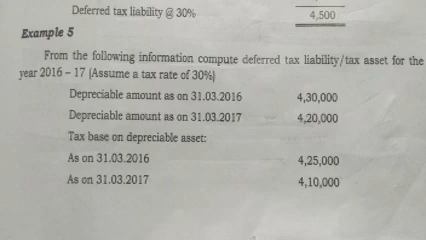 Deferred tax liability @ 30% 4,500
Example 5
From the following information compute deferred tax liability/tax asset for the
year 2016 – 17 (Assume a tax rate of 30%)
Depreciable amount as on 31.03.2016 4,30,000
Depreciable amount as on 31.03.2017 4,20,000
Tax base on depreciable asset:
As on 31.03.2016 4,25,000
As on 31.03.2017 4,10,000